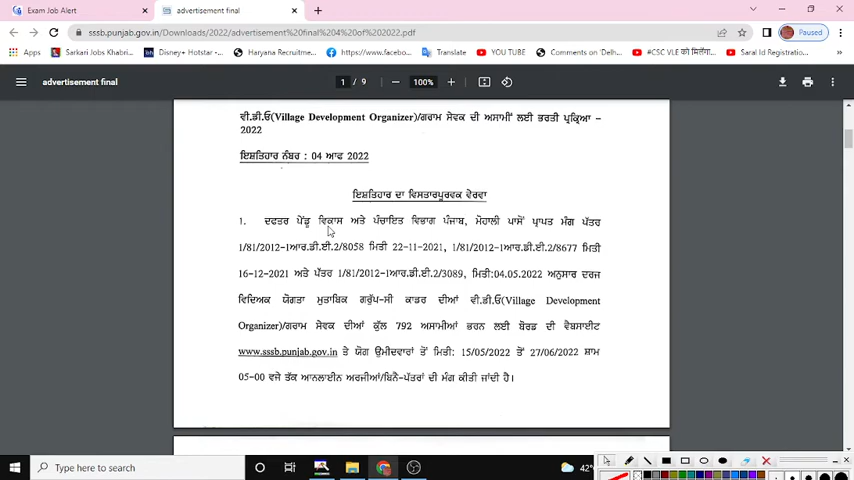 Exam Job Alert
advertisement final
sssb.punjab.gov.in/Downloads/2022/advertisement%20final%204%20of%202022.pdf
Paused
Apps
Sarkari Jobs Khabri...
Disney+ Hotstar -...
Haryana Recruitment...
https://www.facebo...
Translate
YOU TUBE
Comments on 'Delh...
#CSC VLE को मिलेगा...
Saral Id Registratio...
advertisement final
1 / 9
100%
ਵੀ.ਡੀ.ਓ(Village Development Organizer)/ਗਰਾਮ ਸੇਵਕ ਦੀ ਅਸਾਮੀ ਲਈ ਭਰਤੀ ਪ੍ਰਕ੍ਰਿਆ –
2022
ਇਸ਼ਤਿਹਾਰ ਨੰਬਰ : 04 ਆਫ 2022
ਇਸ਼ਤਿਹਾਰ ਦਾ ਵਿਸਤਾਰਪੂਰਵਕ ਵੇਰਵਾ
1. ਦਫਤਰ ਪੇਂਡੂ ਵਿਕਾਸ ਅਤੇ ਪੰਚਾਇਤ ਵਿਭਾਗ ਪੰਜਾਬ, ਮੋਹਾਲੀ ਪਾਸੋਂ ਪ੍ਰਾਪਤ ਮੰਗ ਪੱਤਰ
1/81/2012-1ਆਰ.ਡੀ.ਈ.2/8058 ਮਿਤੀ 22-11-2021, 1/81/2012-1ਆਰ.ਡੀ.ਈ.2/8677 ਮਿਤੀ
16-12-2021 ਅਤੇ ਪੱਤਰ 1/81/2012-1ਆਰ.ਡੀ.ਈ.2/3089, ਮਿਤੀ:04.05.2022 ਅਨੁਸਾਰ ਦਰਜ
ਵਿਦਿਅਕ ਯੋਗਤਾ ਮੁਤਾਬਿਕ ਗਰੁੱਪ-ਸੀ ਕਾਡਰ ਦੀਆਂ ਵੀ.ਡੀ.ਓ(Village Development
Organizer)/ਗਰਾਮ ਸੇਵਕ ਦੀਆਂ ਕੁੱਲ 792 ਅਸਾਮੀਆਂ ਭਰਨ ਲਈ ਬੋਰਡ ਦੀ ਵੈਬਸਾਈਟ
www.sssb.punjab.gov.in ਤੇ ਯੋਗ ਉਮੀਦਵਾਰਾਂ ਤੋਂ ਮਿਤੀ: 15/05/2022 ਤੋਂ 27/06/2022 ਸ਼ਾਮ
05-00 ਵਜੇ ਤੱਕ ਆਨਲਾਈਨ ਅਰਜੀਆਂ/ਬਿਨੈ-ਪੱਤਰਾਂ ਦੀ ਮੰਗ ਕੀਤੀ ਜਾਂਦੀ ਹੈ।
Type here to search
42°